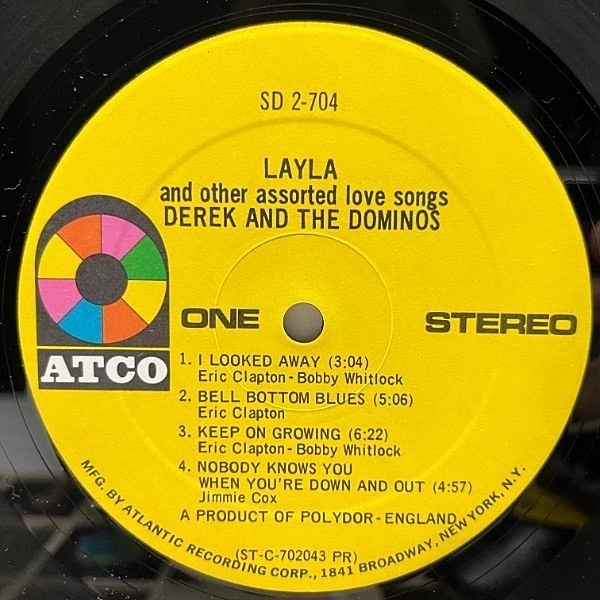 SD 2-704
LAYLA
and other assorted love songs
DEREK AND THE DOMINOS
ATCO
ONE
STEREO
1. I LOOKED AWAY (3:04)
Eric Clapton - Bobby Whitlock
2. BELL BOTTOM BLUES (5:06)
Eric Clapton
3. KEEP ON GROWING (6:22)
Eric Clapton - Bobby Whitlock
4. NOBODY KNOWS YOU
WHEN YOU'RE DOWN AND OUT (4:57)
Jimmie Cox
A PRODUCT OF POLYDOR - ENGLAND
(ST-C-702043 PR)
MFG. BY ATLANTIC RECORDING CORP., 1841 BROADWAY, NEW YORK, N.Y.